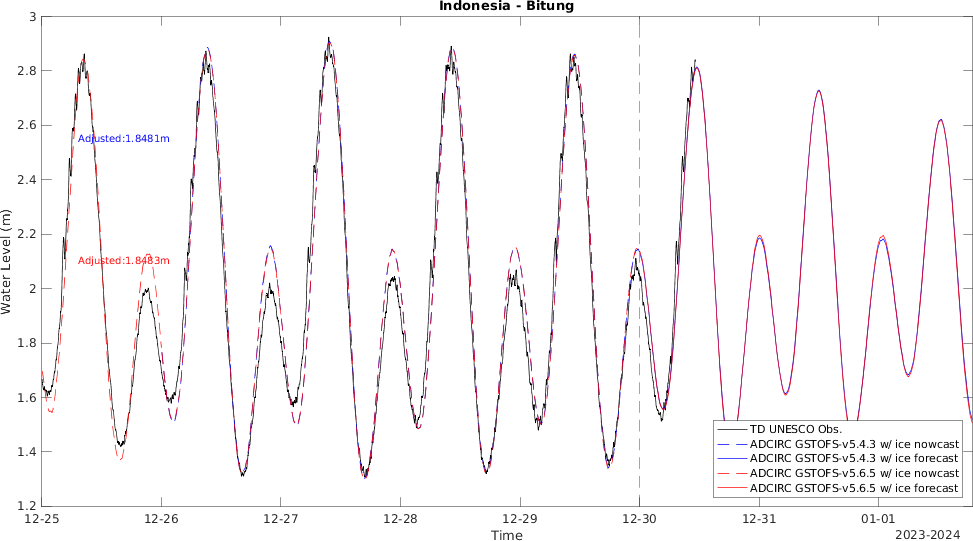 Indonesia - Bitung
Water Level (m)
3
2.8
2.6
2.4
2.2
2
1.8
1.6
1.4
1.2
Adjusted:1.8481m
Adjusted:1.8483m
TD UNESCO Obs.
ADCIRC GSTOFS-v5.4.3 w/ ice nowcast
ADCIRC GSTOFS-v5.4.3 w/ ice forecast
ADCIRC GSTOFS-v5.6.5 w/ ice nowcast
ADCIRC GSTOFS-v5.6.5 w/ ice forecast
12-25 12-26 12-27 12-28 12-29 12-30 12-31 01-01
Time
2023-2024